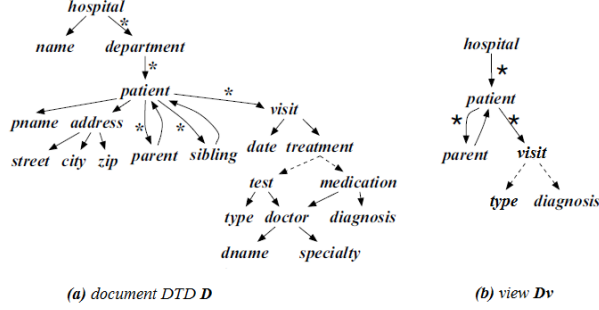 hospital
*
name department
*
patient
*
pname address
* *
visit
street city zip parent sibling
date treatment
test medication
type doctor diagnosis
dname specialty
(a) document DTD D
hospital
*
patient
* *
parent visit
type diagnosis
(b) view Dv